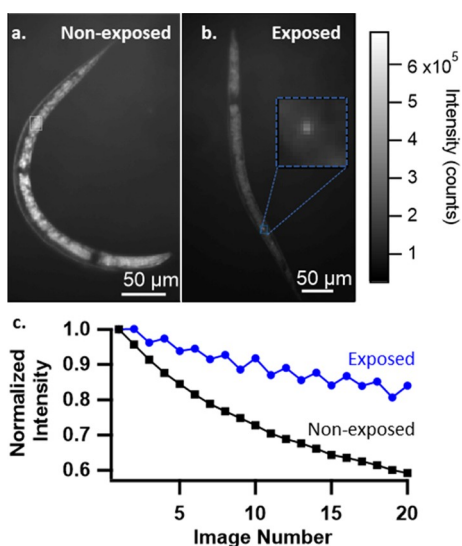 a. Non-exposed
b. Exposed
50 µm
50 µm
6 x10⁵
5
4
3
2
1
Intensity (counts)
c.
1.0
0.9
0.8
0.7
0.6
Normalized
Intensity
Exposed
Non-exposed
5
10
15
20
Image Number